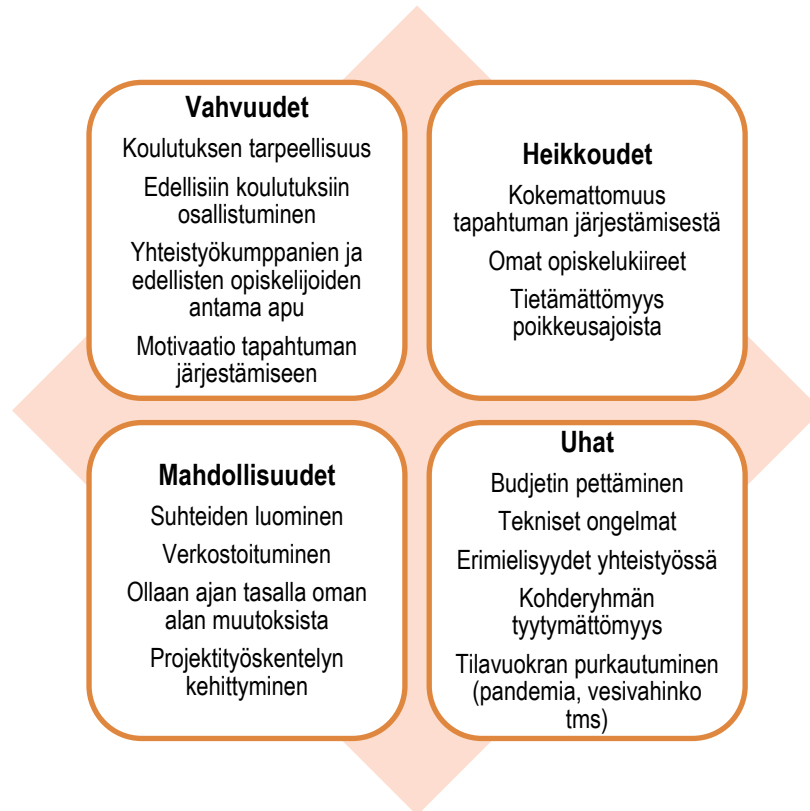 Vahvuudet
Koulutuksen tarpeellisuus
Edellisiin koulutuksiin
osallistuminen
Yhteistyökumppanien ja
edellisten opiskelijoiden
antama apu
Motivaatio tapahtuman
järjestämiseen
Heikkoudet
Kokemattomuus
tapahtuman järjestämisestä
Omat opiskelukiireet
Tietämättömyys
poikkeusajoista
Mahdollisuudet
Suhteiden luominen
Verkostoituminen
Ollaan ajan tasalla oman
alan muutoksista
Projektityöskentelyn
kehittyminen
Uhat
Budjetin pettäminen
Tekniset ongelmat
Erimielisyydet yhteistyössä
Kohderyhmän
tyytymättömyys
Tilavuokran purkautuminen
(pandemia, vesivahinko
tms)